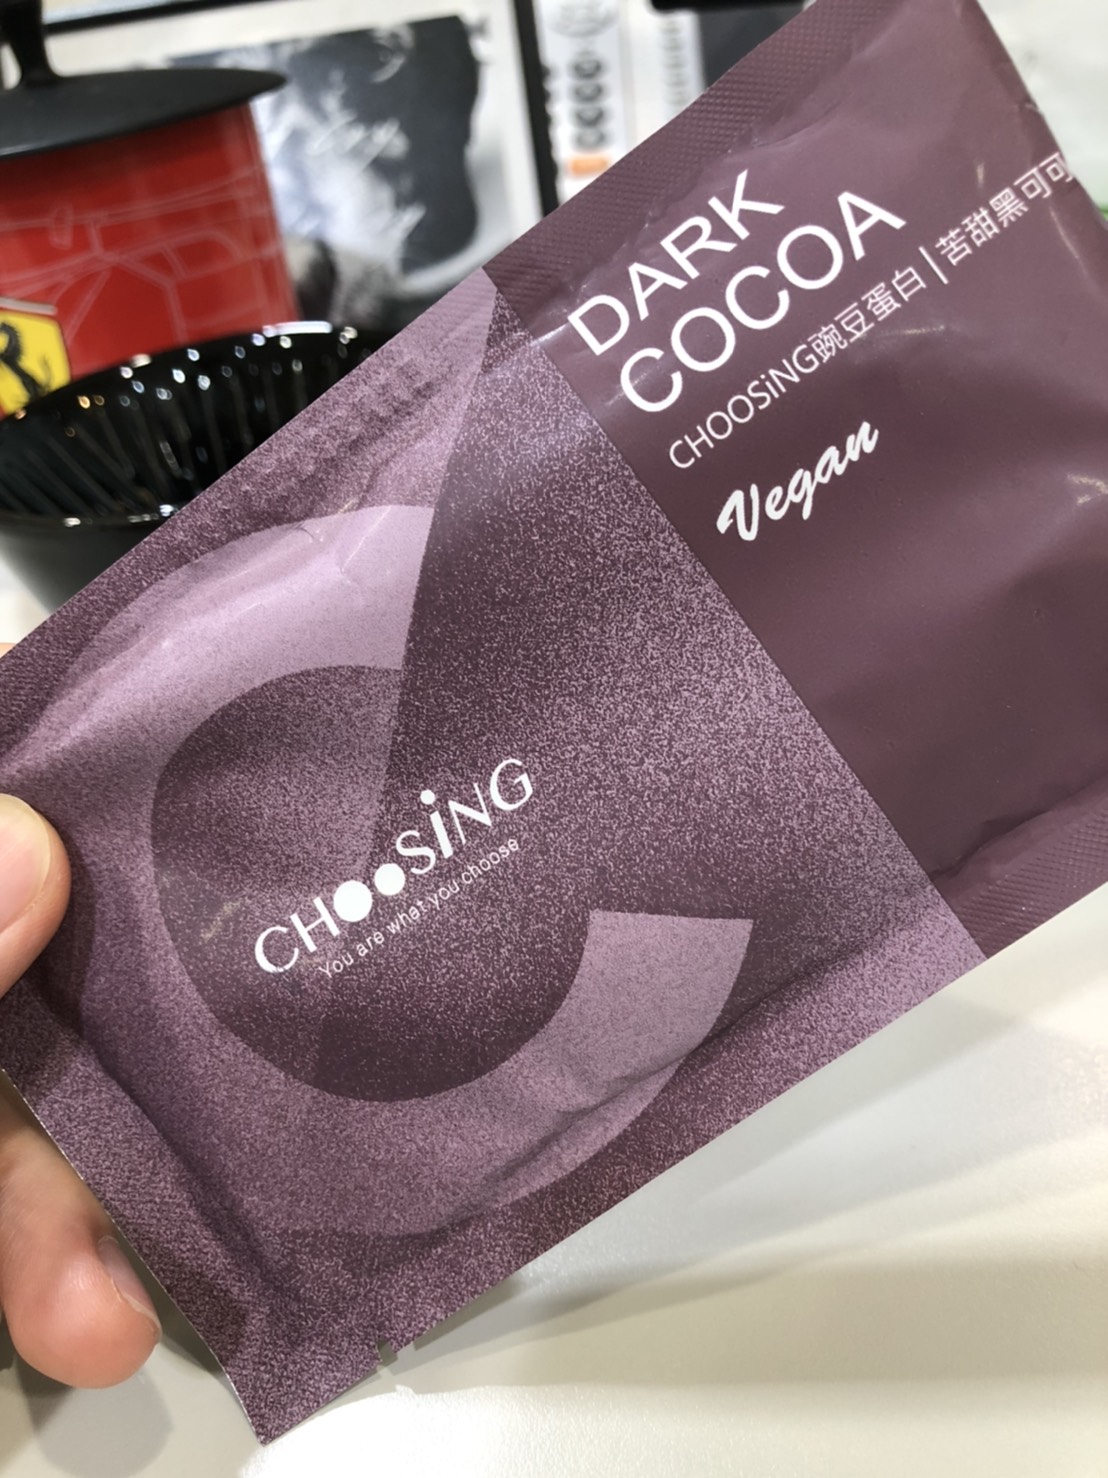 DARK
COCOA
CHOOSiNG豌豆蛋白|苦甜黑可可
Vegan
CHOOSiNG
You are what you choose